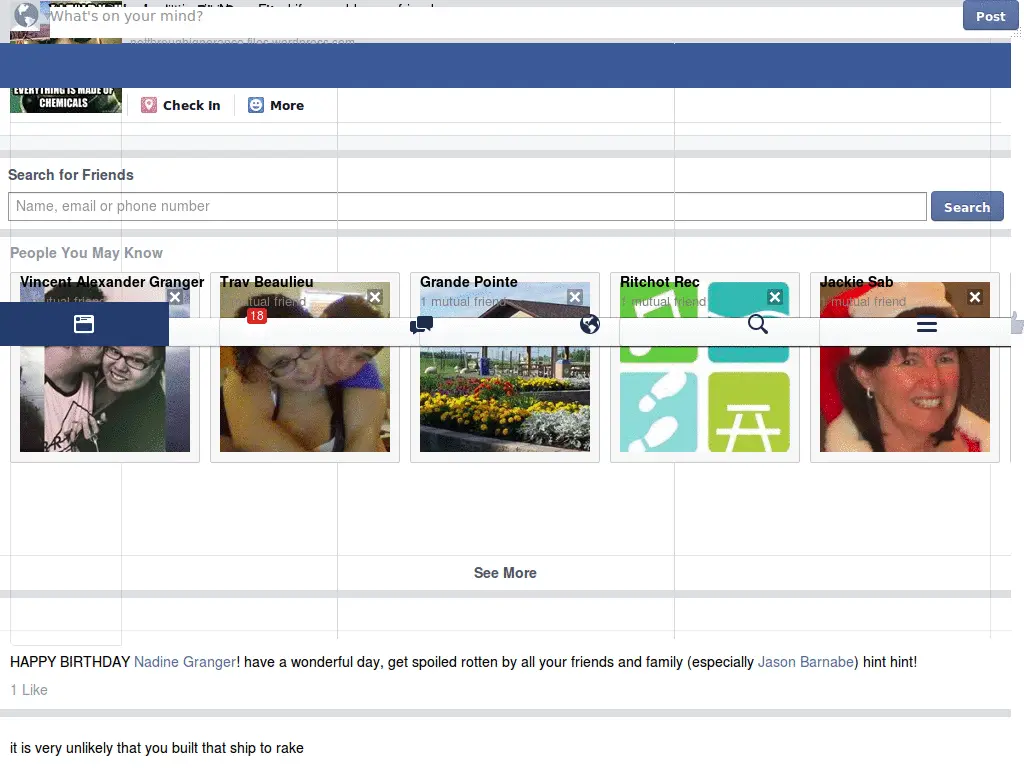 What's on your mind?
Post
EVERYTHING IS MADE OF
CHEMICALS
Check In
More
Search for Friends
Name, email or phone number
Search
People You May Know
Vincent Alexander Granger
Tray Beaulieu
Grande Pointe
Ritchot Rec
Jackie Sab
mutual friend
mutual friend
1 mutual friend
1 mutual friend
mutual friend
18
See More
HAPPY BIRTHDAY Nadine Granger! have a wonderful day, get spoiled rotten by all your friends and family (especially Jason Barnabe) hint hint!
1 Like
it is very unlikely that you built that ship to rake